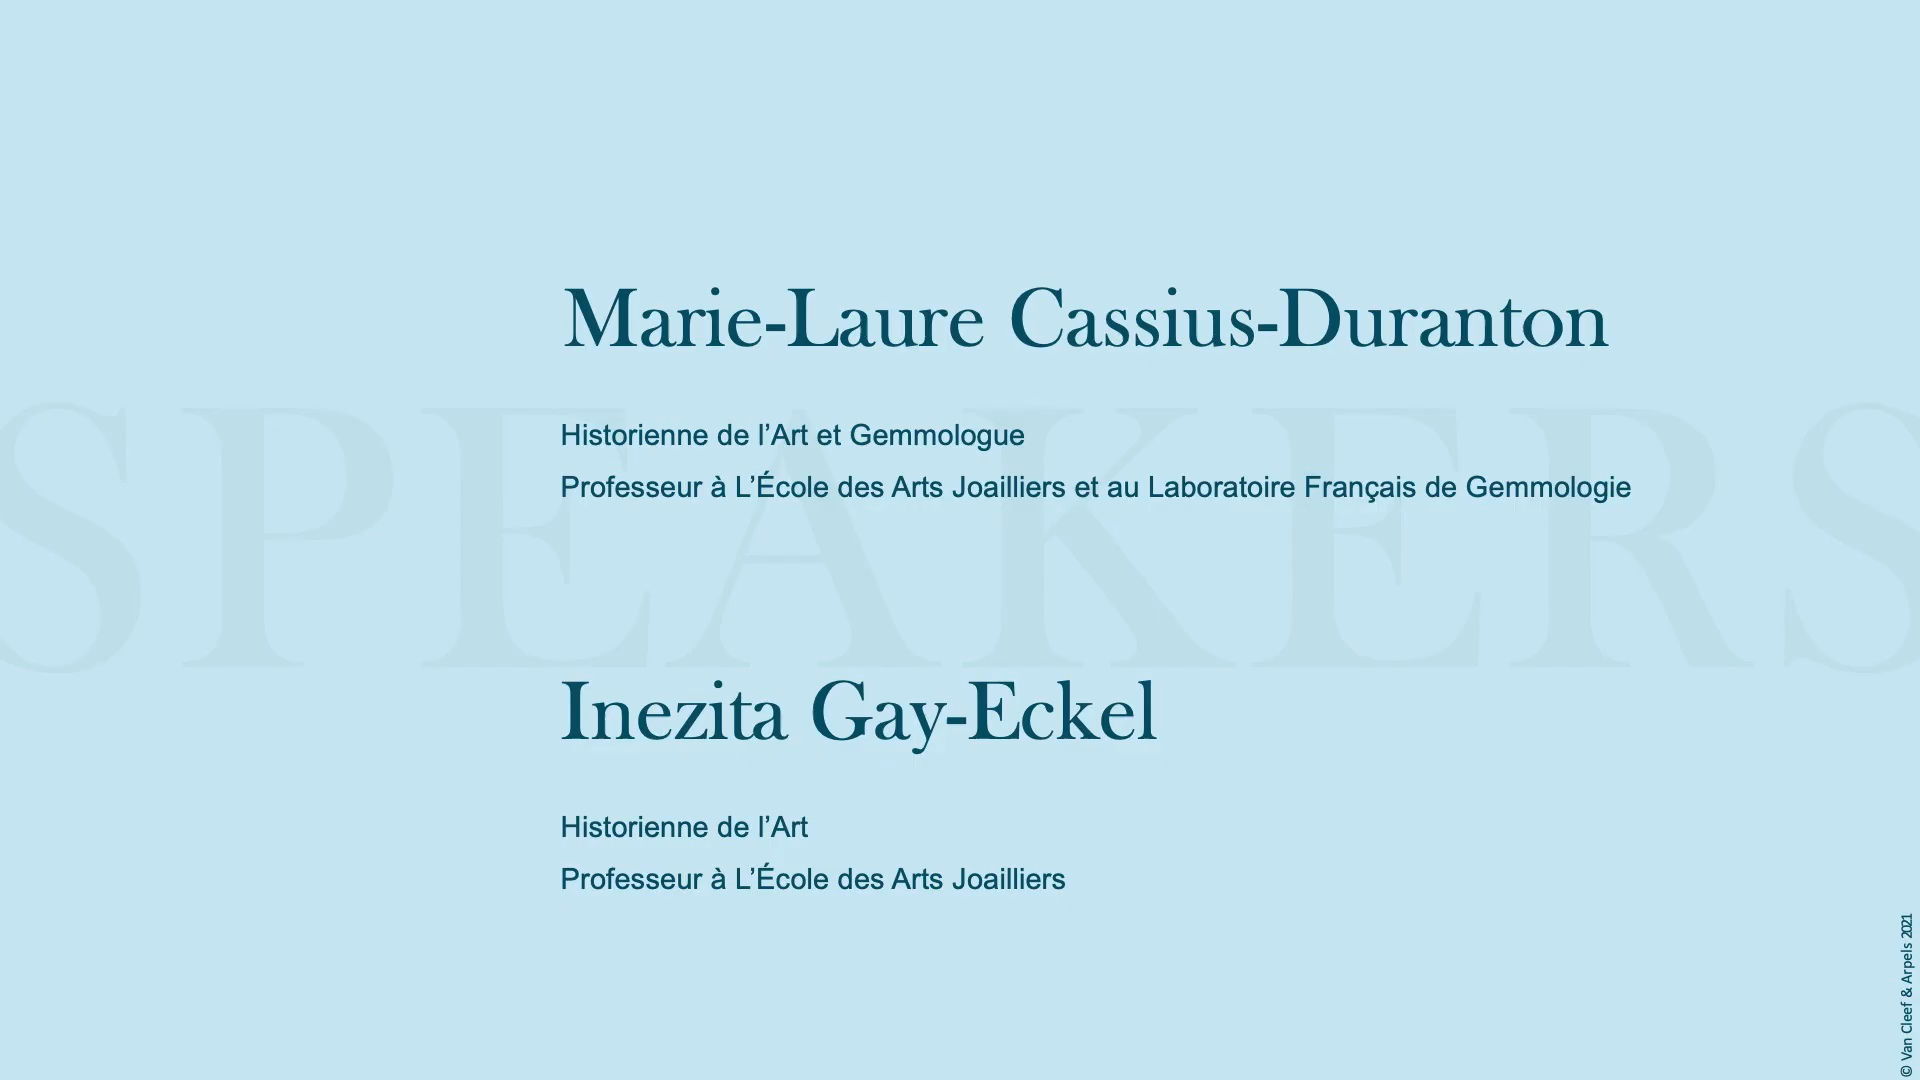 SPEAKERS
Marie-Laure Cassius-Duranton
Historienne de l’Art et Gemmologue
Professeur à L’École des Arts Joailliers et au Laboratoire Français de Gemmologie
Inezita Gay-Eckel
Historienne de l’Art
Professeur à L’École des Arts Joailliers
© Van Cleef & Arpels 2021